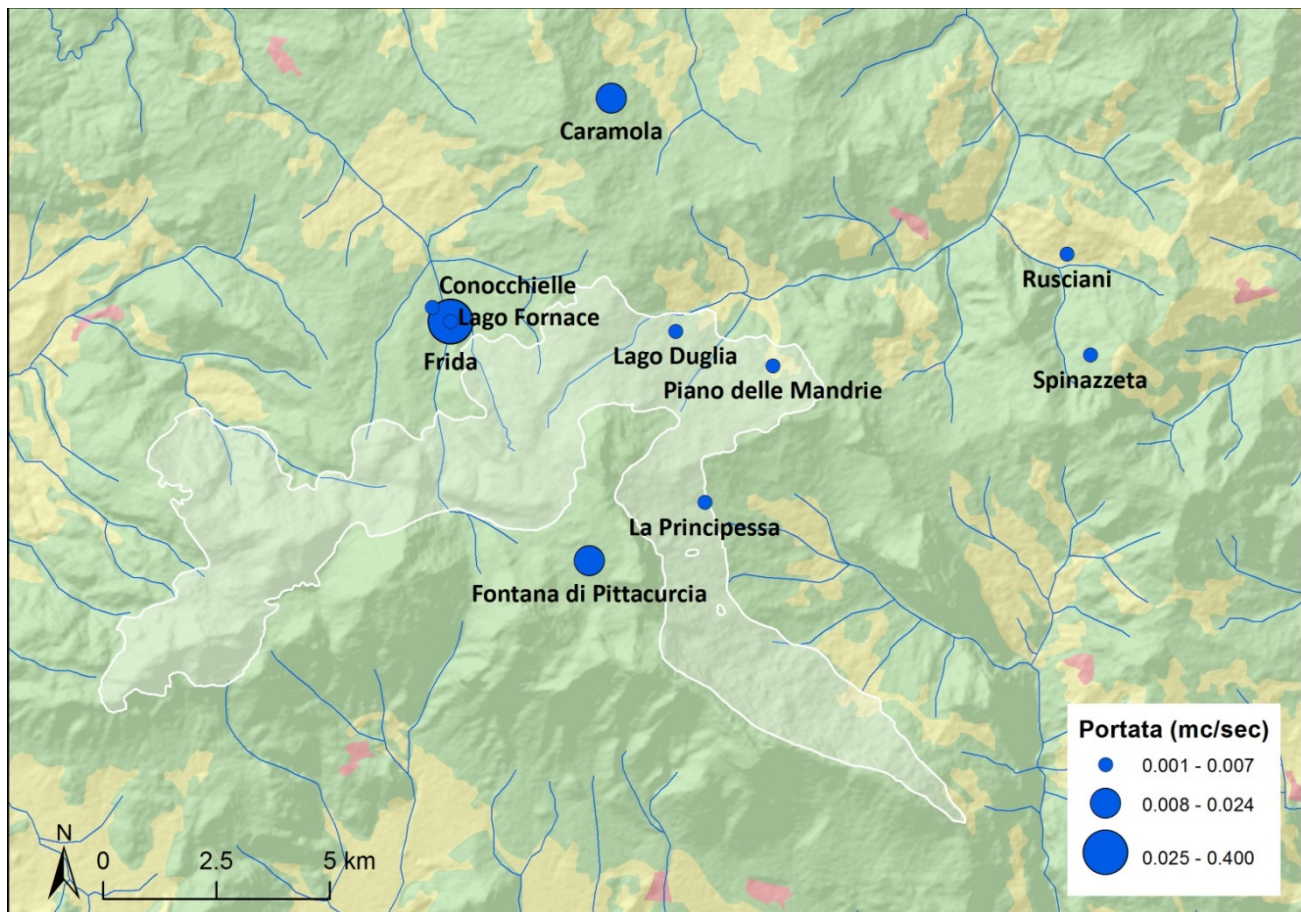 Caramola
Conocchielle
Lago Fornace
Frida
Rusciani
Lago Duglia
Piano delle Mandrie
Spinazzeta
La Principessa
Fontana di Pittacurcia
Portata (mc/sec)
0.001 - 0.007
0.008 - 0.024
0.025 - 0.400
N
0 2.5 5 km